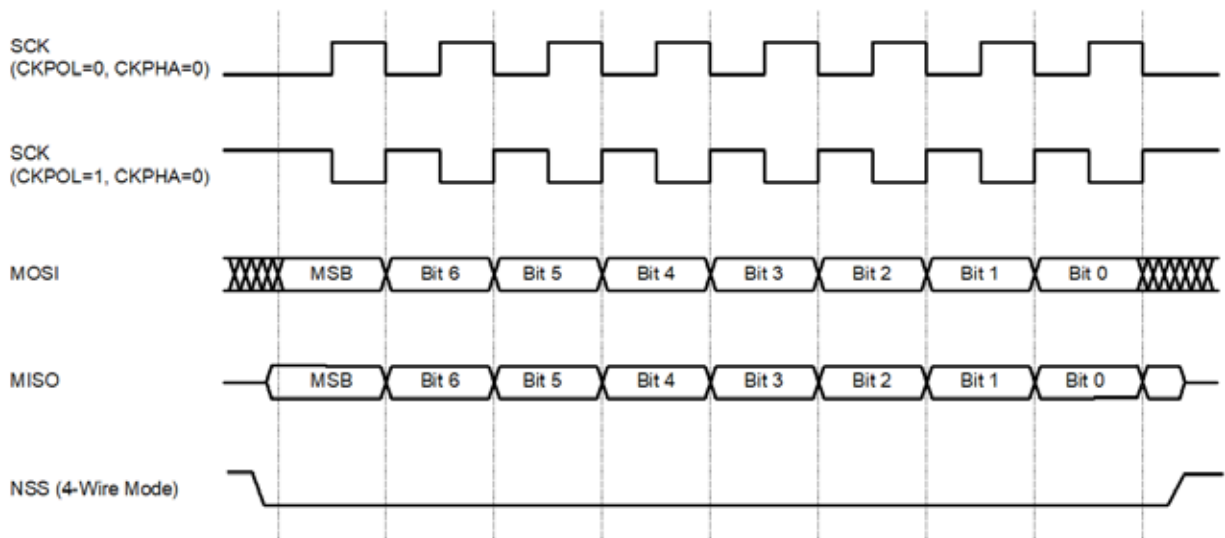 SCK
(CKPOL=0, CKPHA=0)
SCK
(CKPOL=1, CKPHA=0)
MOSI MSB Bit 6 Bit 5 Bit 4 Bit 3 Bit 2 Bit 1 Bit 0
MISO MSB Bit 6 Bit 5 Bit 4 Bit 3 Bit 2 Bit 1 Bit 0
NSS (4-Wire Mode)